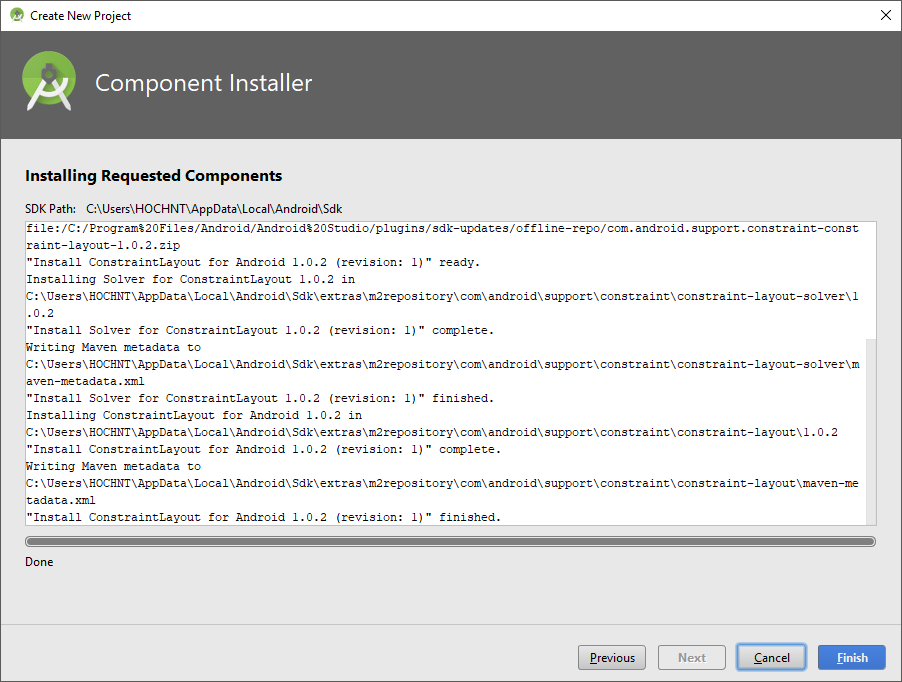 Create New Project
Component Installer
Installing Requested Components
SDK Path: C:\Users\HOCHNT\AppData\Local\Android\Sdk
file:/C:/Program%20Files/Android/Android%20Studio/plugins/sdk-updates/offline-repo/com.android.support.constraint-const
raint-layout-1.0.2.zip
"Install ConstraintLayout for Android 1.0.2 (revision: 1)" ready.
Installing Solver for ConstraintLayout 1.0.2 in
C:\Users\HOCHNT\AppData\Local\Android\Sdk\extras\m2repository\com\android\support\constraint\constraint-layout-solver\1
.0.2
"Install Solver for ConstraintLayout 1.0.2 (revision: 1)" complete.
Writing Maven metadata to
C:\Users\HOCHNT\AppData\Local\Android\Sdk\extras\m2repository\com\android\support\constraint\constraint-layout-solver\m
aven-metadata.xml
"Install Solver for ConstraintLayout 1.0.2 (revision: 1)" finished.
Installing ConstraintLayout for Android 1.0.2 in
C:\Users\HOCHNT\AppData\Local\Android\Sdk\extras\m2repository\com\android\support\constraint\constraint-layout\1.0.2
"Install ConstraintLayout for Android 1.0.2 (revision: 1)" complete.
Writing Maven metadata to
C:\Users\HOCHNT\AppData\Local\Android\Sdk\extras\m2repository\com\android\support\constraint\constraint-layout\maven-me
tadata.xml
"Install ConstraintLayout for Android 1.0.2 (revision: 1)" finished.
Done
Previous Next Cancel Finish